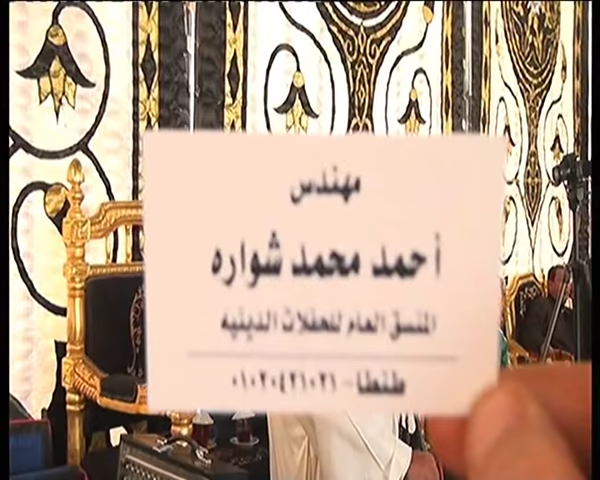 مهندس
أحمد محمد شواره
المنسق العام للحفلات الدينيه
طنطا -